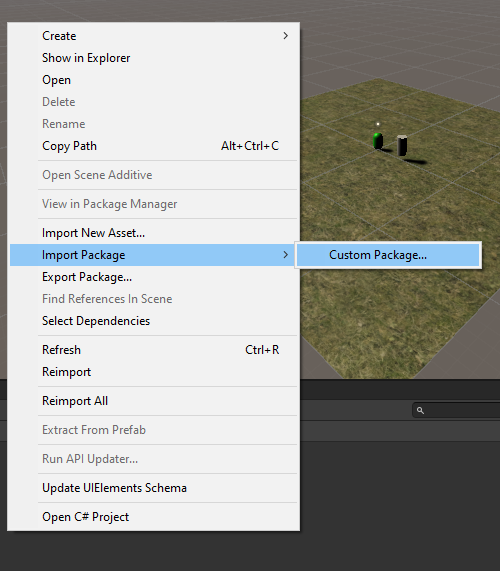 Create
Show in Explorer
Open
Delete
Rename
Copy Path Alt+Ctrl+C
Open Scene Additive
View in Package Manager
Import New Asset...
Import Package Custom Package...
Export Package...
Find References In Scene
Select Dependencies
Refresh Ctrl+R
Reimport
Reimport All
Extract From Prefab
Run API Updater...
Update UIElements Schema
Open C# Project